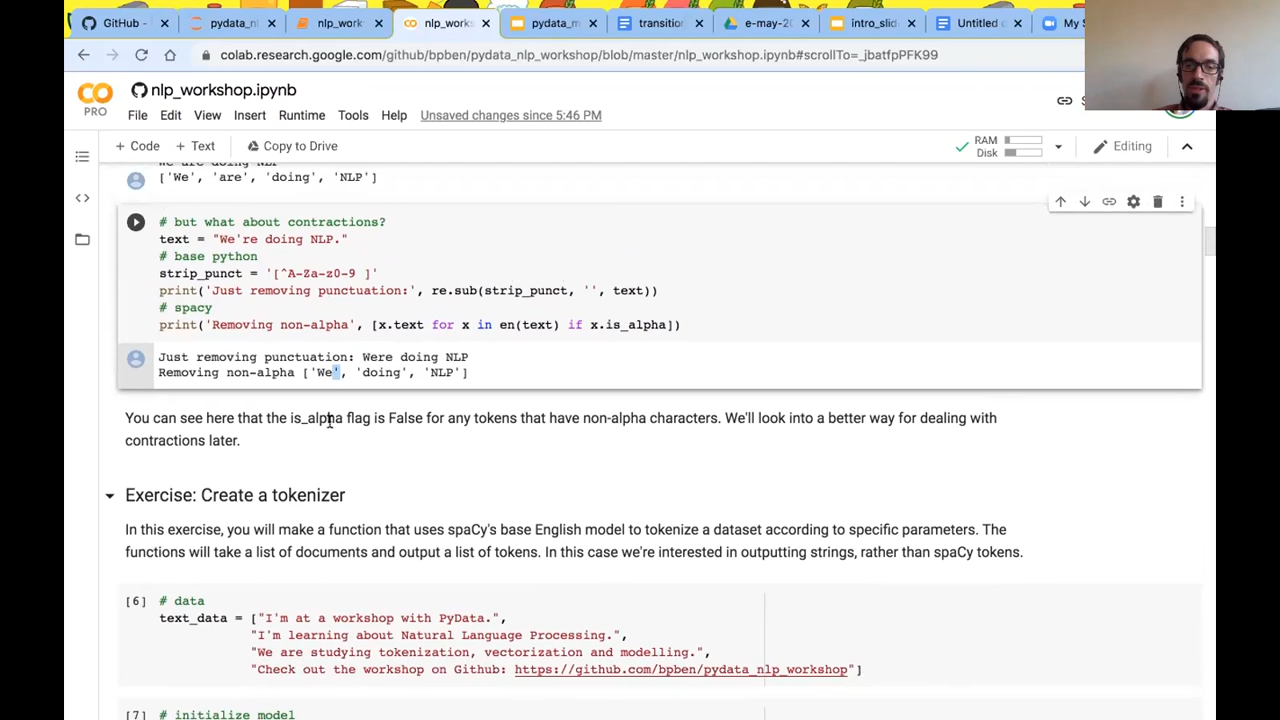 GitHub -
pydata_nl
nlp_work
nlp_works
pydata_m
transition
e-may-20
intro_slid
Untitled
My S
colab.research.google.com/github/bpben/pydata_nlp_workshop/blob/master/nlp_workshop.ipynb#scrollTo=_jbatfpPFK99
nlp_workshop.ipynb
PRO
File Edit View Insert Runtime Tools Help Unsaved changes since 5:46 PM
+ Code + Text Copy to Drive
RAM
Disk
Editing
We are doing NLP
['We', 'are', 'doing', 'NLP']
# but what about contractions?
text = "We're doing NLP."
# base python
strip_punct = '[^A-Za-z0-9 ]'
print('Just removing punctuation:', re.sub(strip_punct, '', text))
# spacy
print('Removing non-alpha', [x.text for x in en(text) if x.is_alpha])
Just removing punctuation: Were doing NLP
Removing non-alpha ['We', 'doing', 'NLP']
You can see here that the is_alpha flag is False for any tokens that have non-alpha characters. We'll look into a better way for dealing with
contractions later.
Exercise: Create a tokenizer
In this exercise, you will make a function that uses spaCy's base English model to tokenize a dataset according to specific parameters. The
functions will take a list of documents and output a list of tokens. In this case we're interested in outputting strings, rather than spaCy tokens.
[6] # data
text_data = ["I'm at a workshop with PyData.",
"I'm learning about Natural Language Processing.",
"We are studying tokenization, vectorization and modelling.",
"Check out the workshop on Github: https://github.com/bpben/pydata_nlp_workshop"]
[7] # initialize model